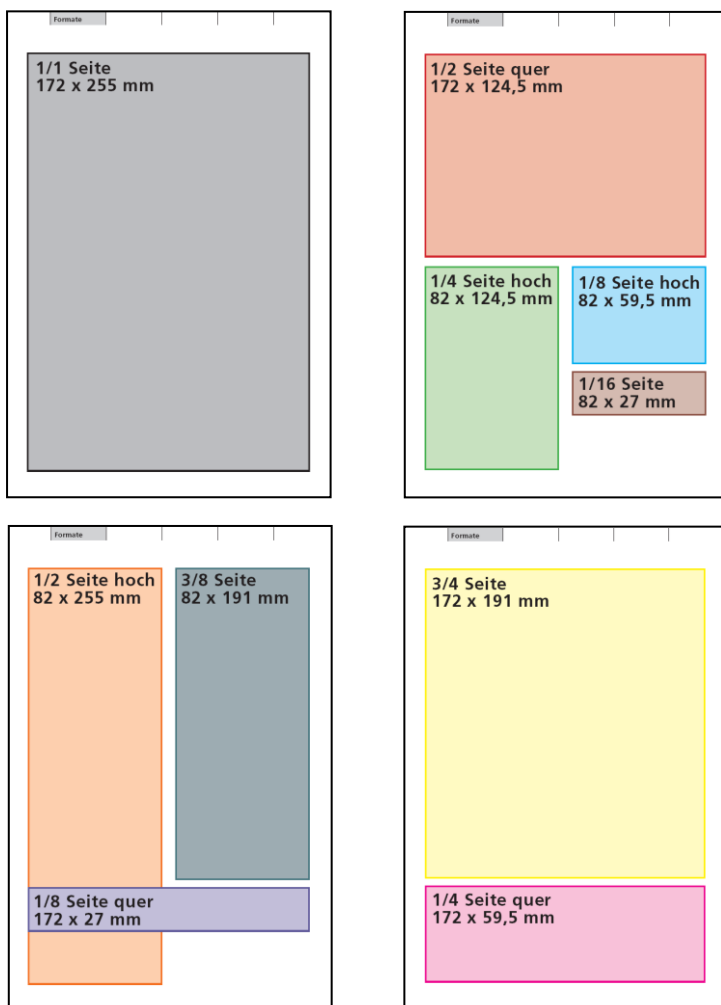 Formate
1/1 Seite
172 x 255 mm
Formate
1/2 Seite quer
172 x 124,5 mm
1/4 Seite hoch
82 x 124,5 mm
1/8 Seite hoch
82 x 59,5 mm
1/16 Seite
82 x 27 mm
Formate
1/2 Seite hoch
82 x 255 mm
3/8 Seite
82 x 191 mm
1/8 Seite quer
172 x 27 mm
Formate
3/4 Seite
172 x 191 mm
1/4 Seite quer
172 x 59,5 mm